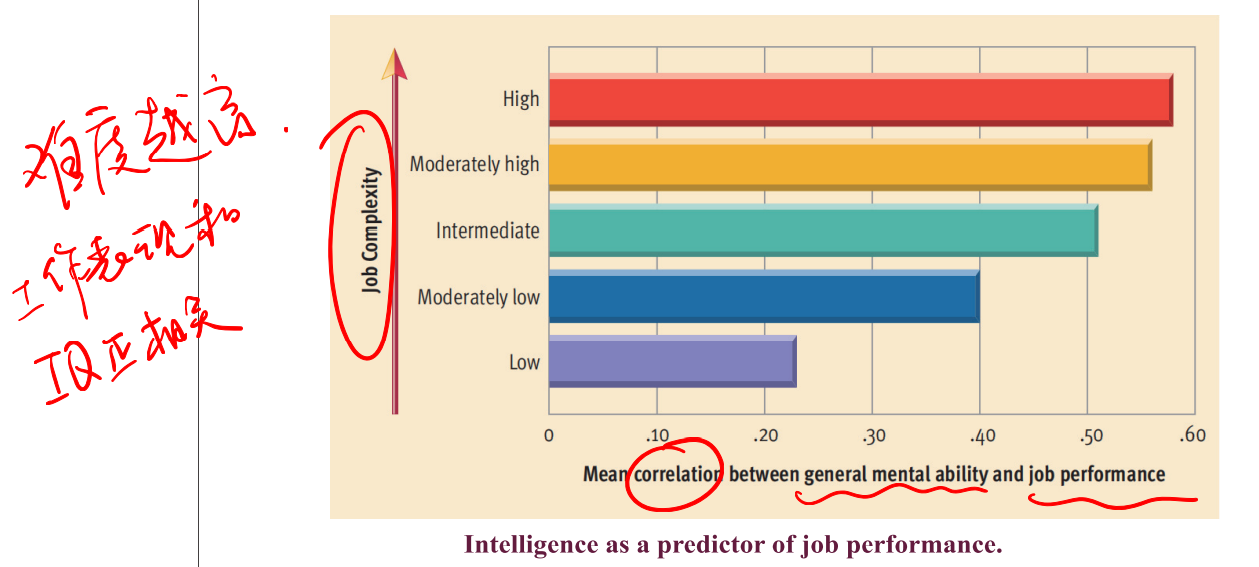 难度越高.
工作表现和
IQ正相关
Job Complexity
High
Moderately high
Intermediate
Moderately low
Low
0 .10 .20 .30 .40 .50 .60
Mean correlation between general mental ability and job performance
Intelligence as a predictor of job performance.